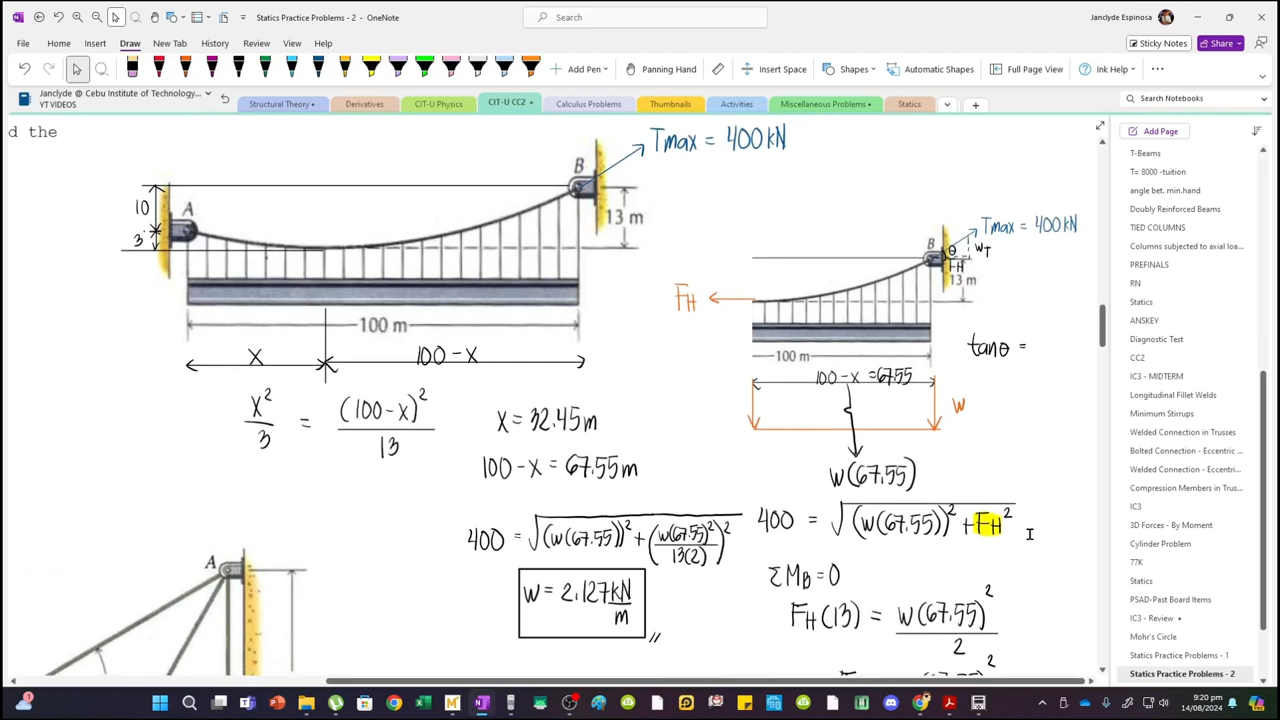 Statics Practice Problems - 2 - OneNote
Search
Janclyde Espinosa
File Home Insert Draw New Tab History Review View Help
Sticky Notes
Share
Add Pen
Panning Hand
Insert Space
Shapes
Automatic Shapes
Full Page View
Ink Help
Janclyde @ Cebu Institute of Technology...
YT VIDEOS
Structural Theory
Derivatives
CIT-U Physics
CIT-U CC2
Calculus Problems
Thumbnails
Activities
Miscellaneous Problems
Statics
Search Notebooks
d the
Tmax = 400 kN
B
10
A
3
13 m
100 m
x
100 - x
x² / 3 = (100 - x)² / 13
x = 32.45 m
100 - x = 67.55 m
400 = √(w(67.55))² + (w(67.55)² / 13(2))²
w = 2.127 kN/m
Tmax = 400 kN
B
θ
WT
FH
13 m
FH
100 m
tanθ =
100 - x = 67.55
w
w(67.55)
400 = √(w(67.55))² + FH²
ΣMB = 0
FH(13) = w(67.55)² / 2
A
Add Page
T-Beams
T= 8000 -tuition
angle bet. min.hand
Doubly Reinforced Beams
TIED COLUMNS
Columns subjected to axial loa...
PREFINALS
RN
Statics
ANSKEY
Diagnostic Test
CC2
IC3 - MIDTERM
Longitudinal Fillet Welds
Minimum Stirrups
Welded Connection in Trusses
Bolted Connection - Eccentric ...
Welded Connection - Eccentri...
Compression Members in Trus...
IC3
3D Forces - By Moment
Cylinder Problem
77K
Statics
PSAD-Past Board Items
IC3 - Review
Mohr's Circle
Statics Practice Problems - 1
Statics Practice Problems - 2
9:20 pm
14/08/2024